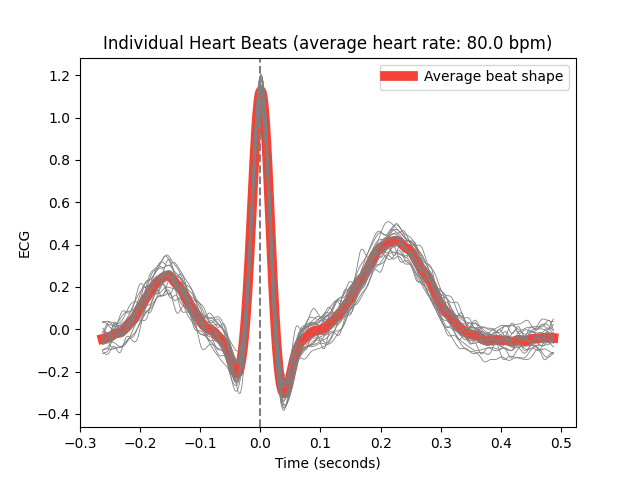 Individual Heart Beats (average heart rate: 80.0 bpm)
Average beat shape
ECG
1.2
1.0
0.8
0.6
0.4
0.2
0.0
−0.2
−0.4
−0.3 −0.2 −0.1 0.0 0.1 0.2 0.3 0.4 0.5
Time (seconds)